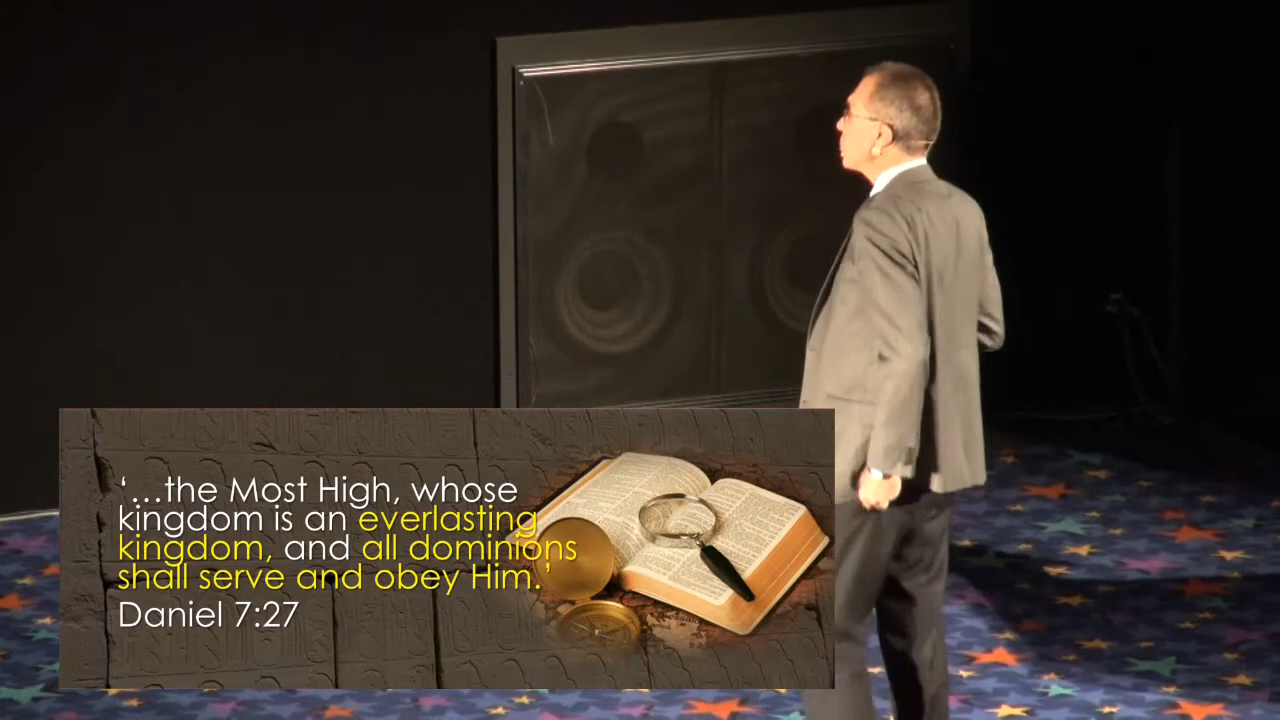 ‘...the Most High, whose
kingdom is an everlasting
kingdom, and all dominions
shall serve and obey Him.’
Daniel 7:27